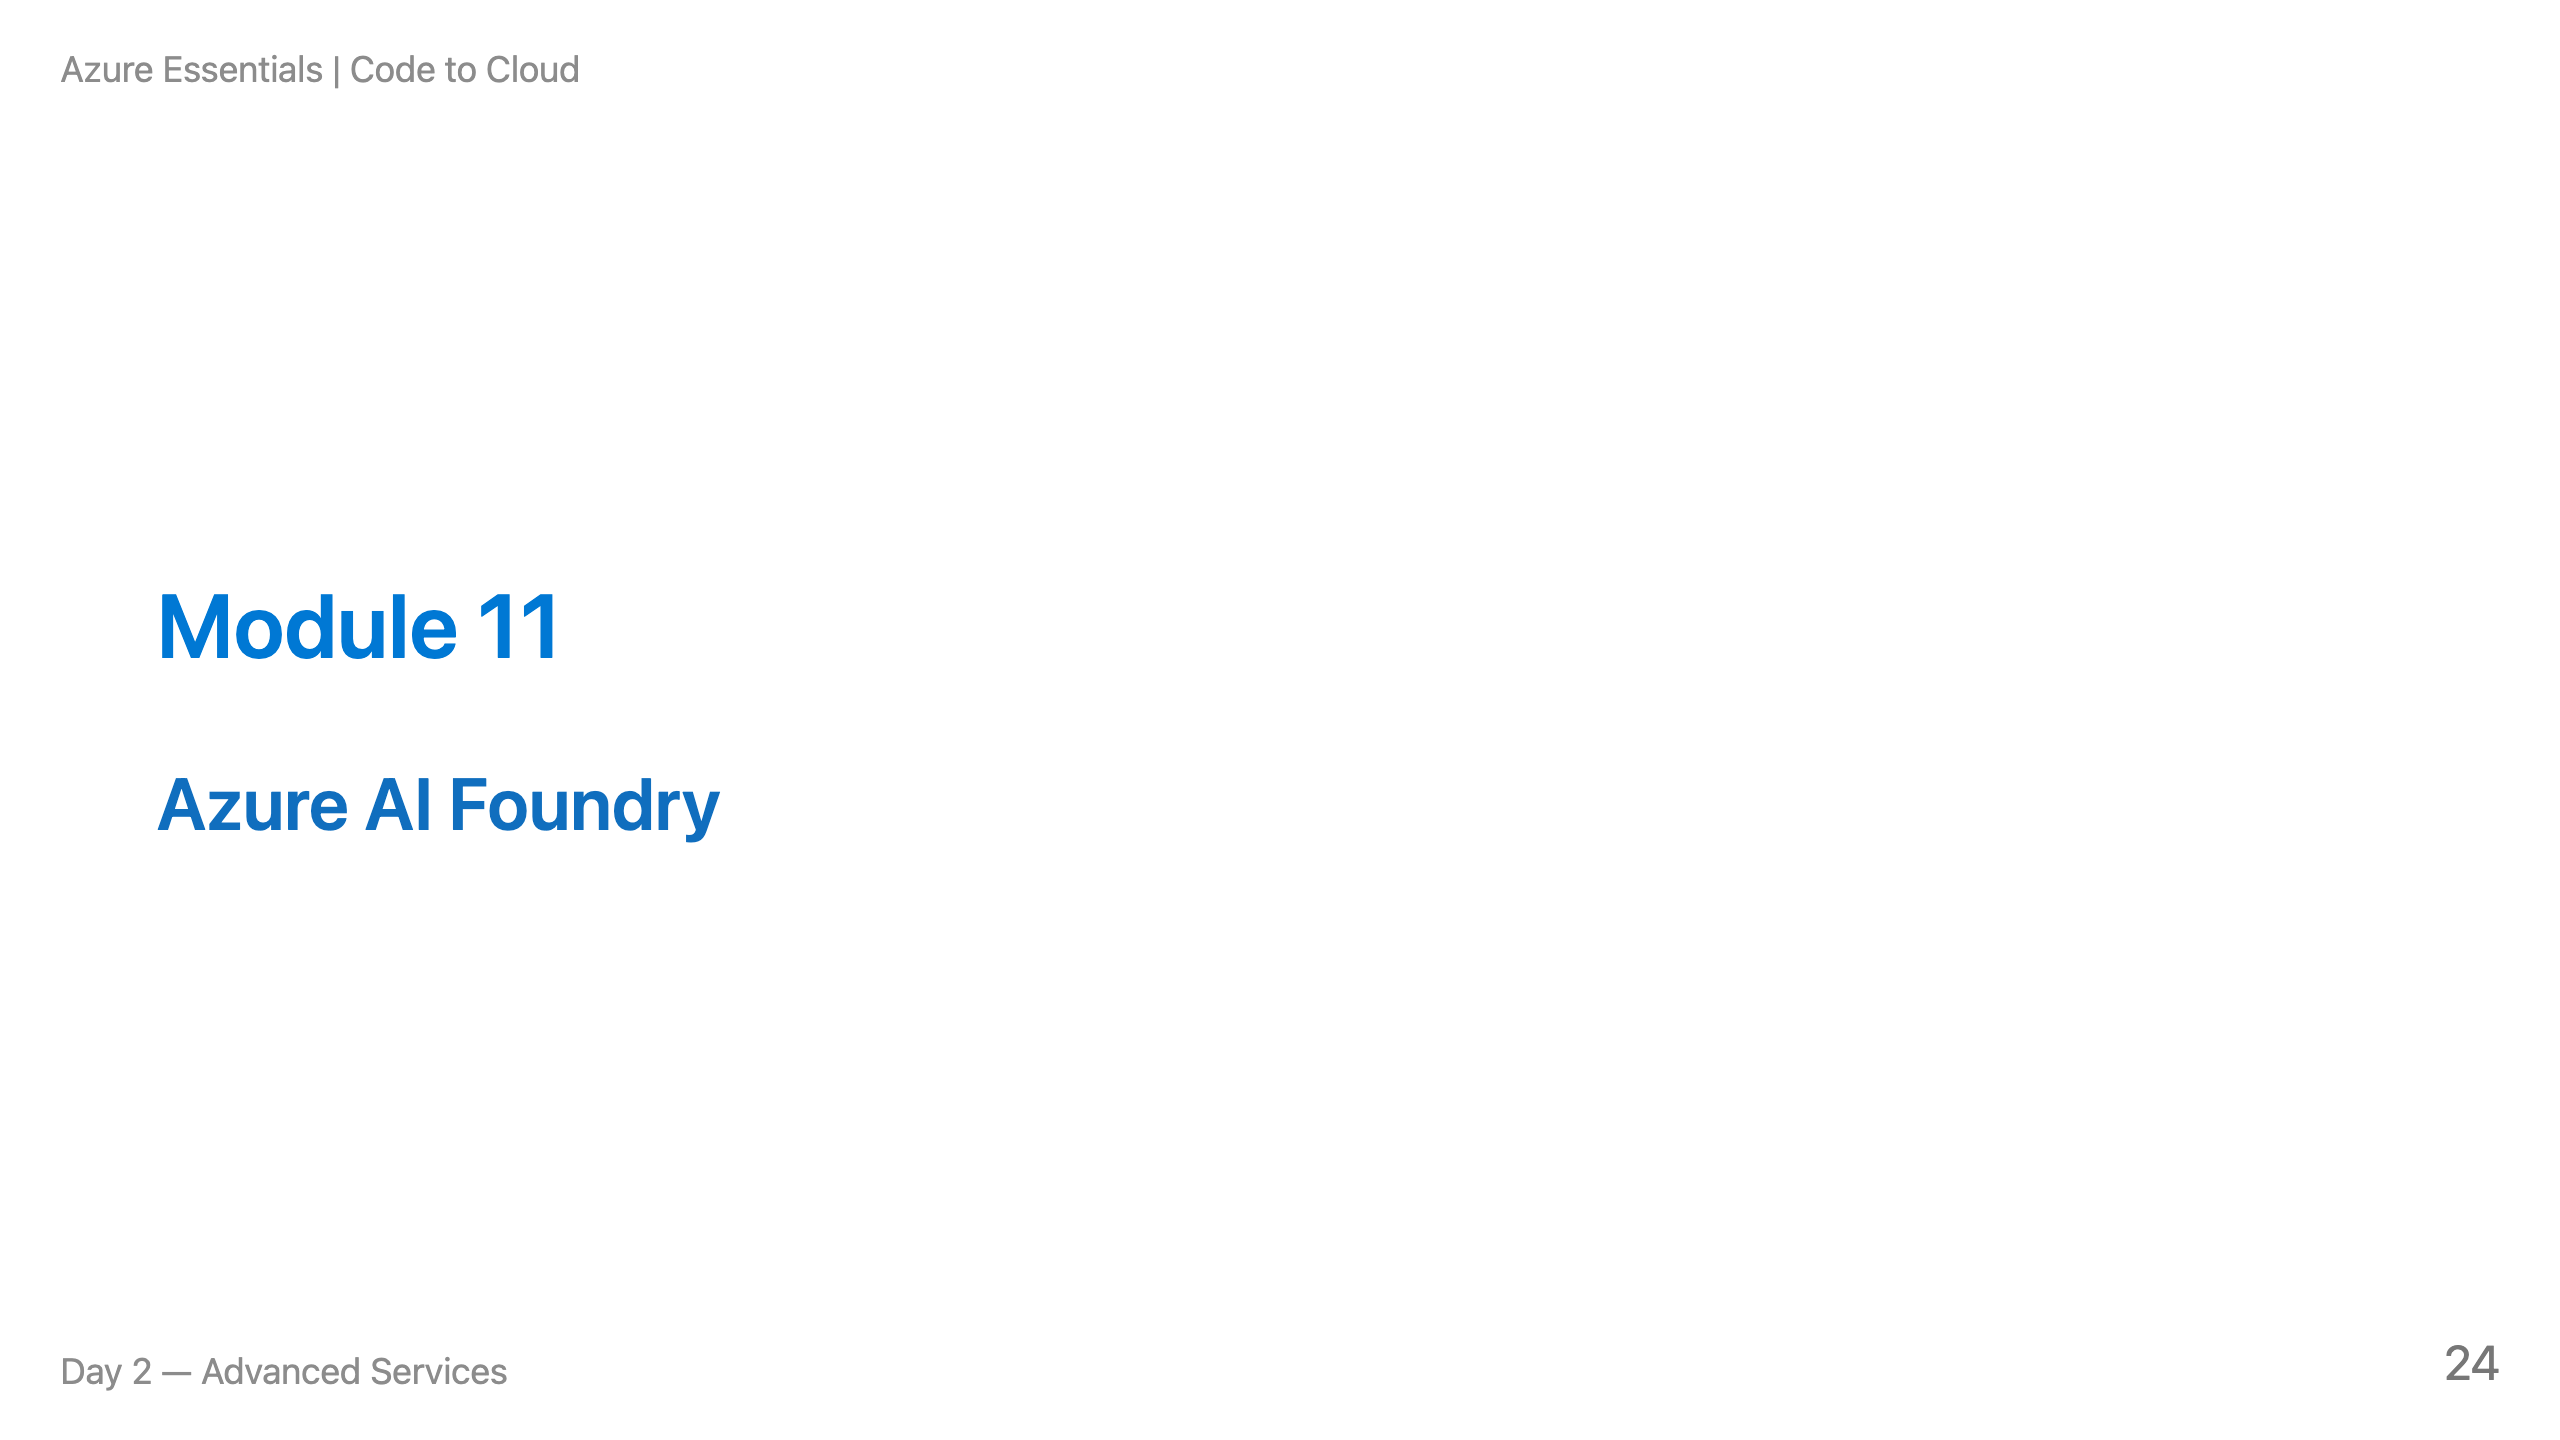 Azure Essentials | Code to Cloud
Module 11
Azure AI Foundry
Day 2 — Advanced Services
24